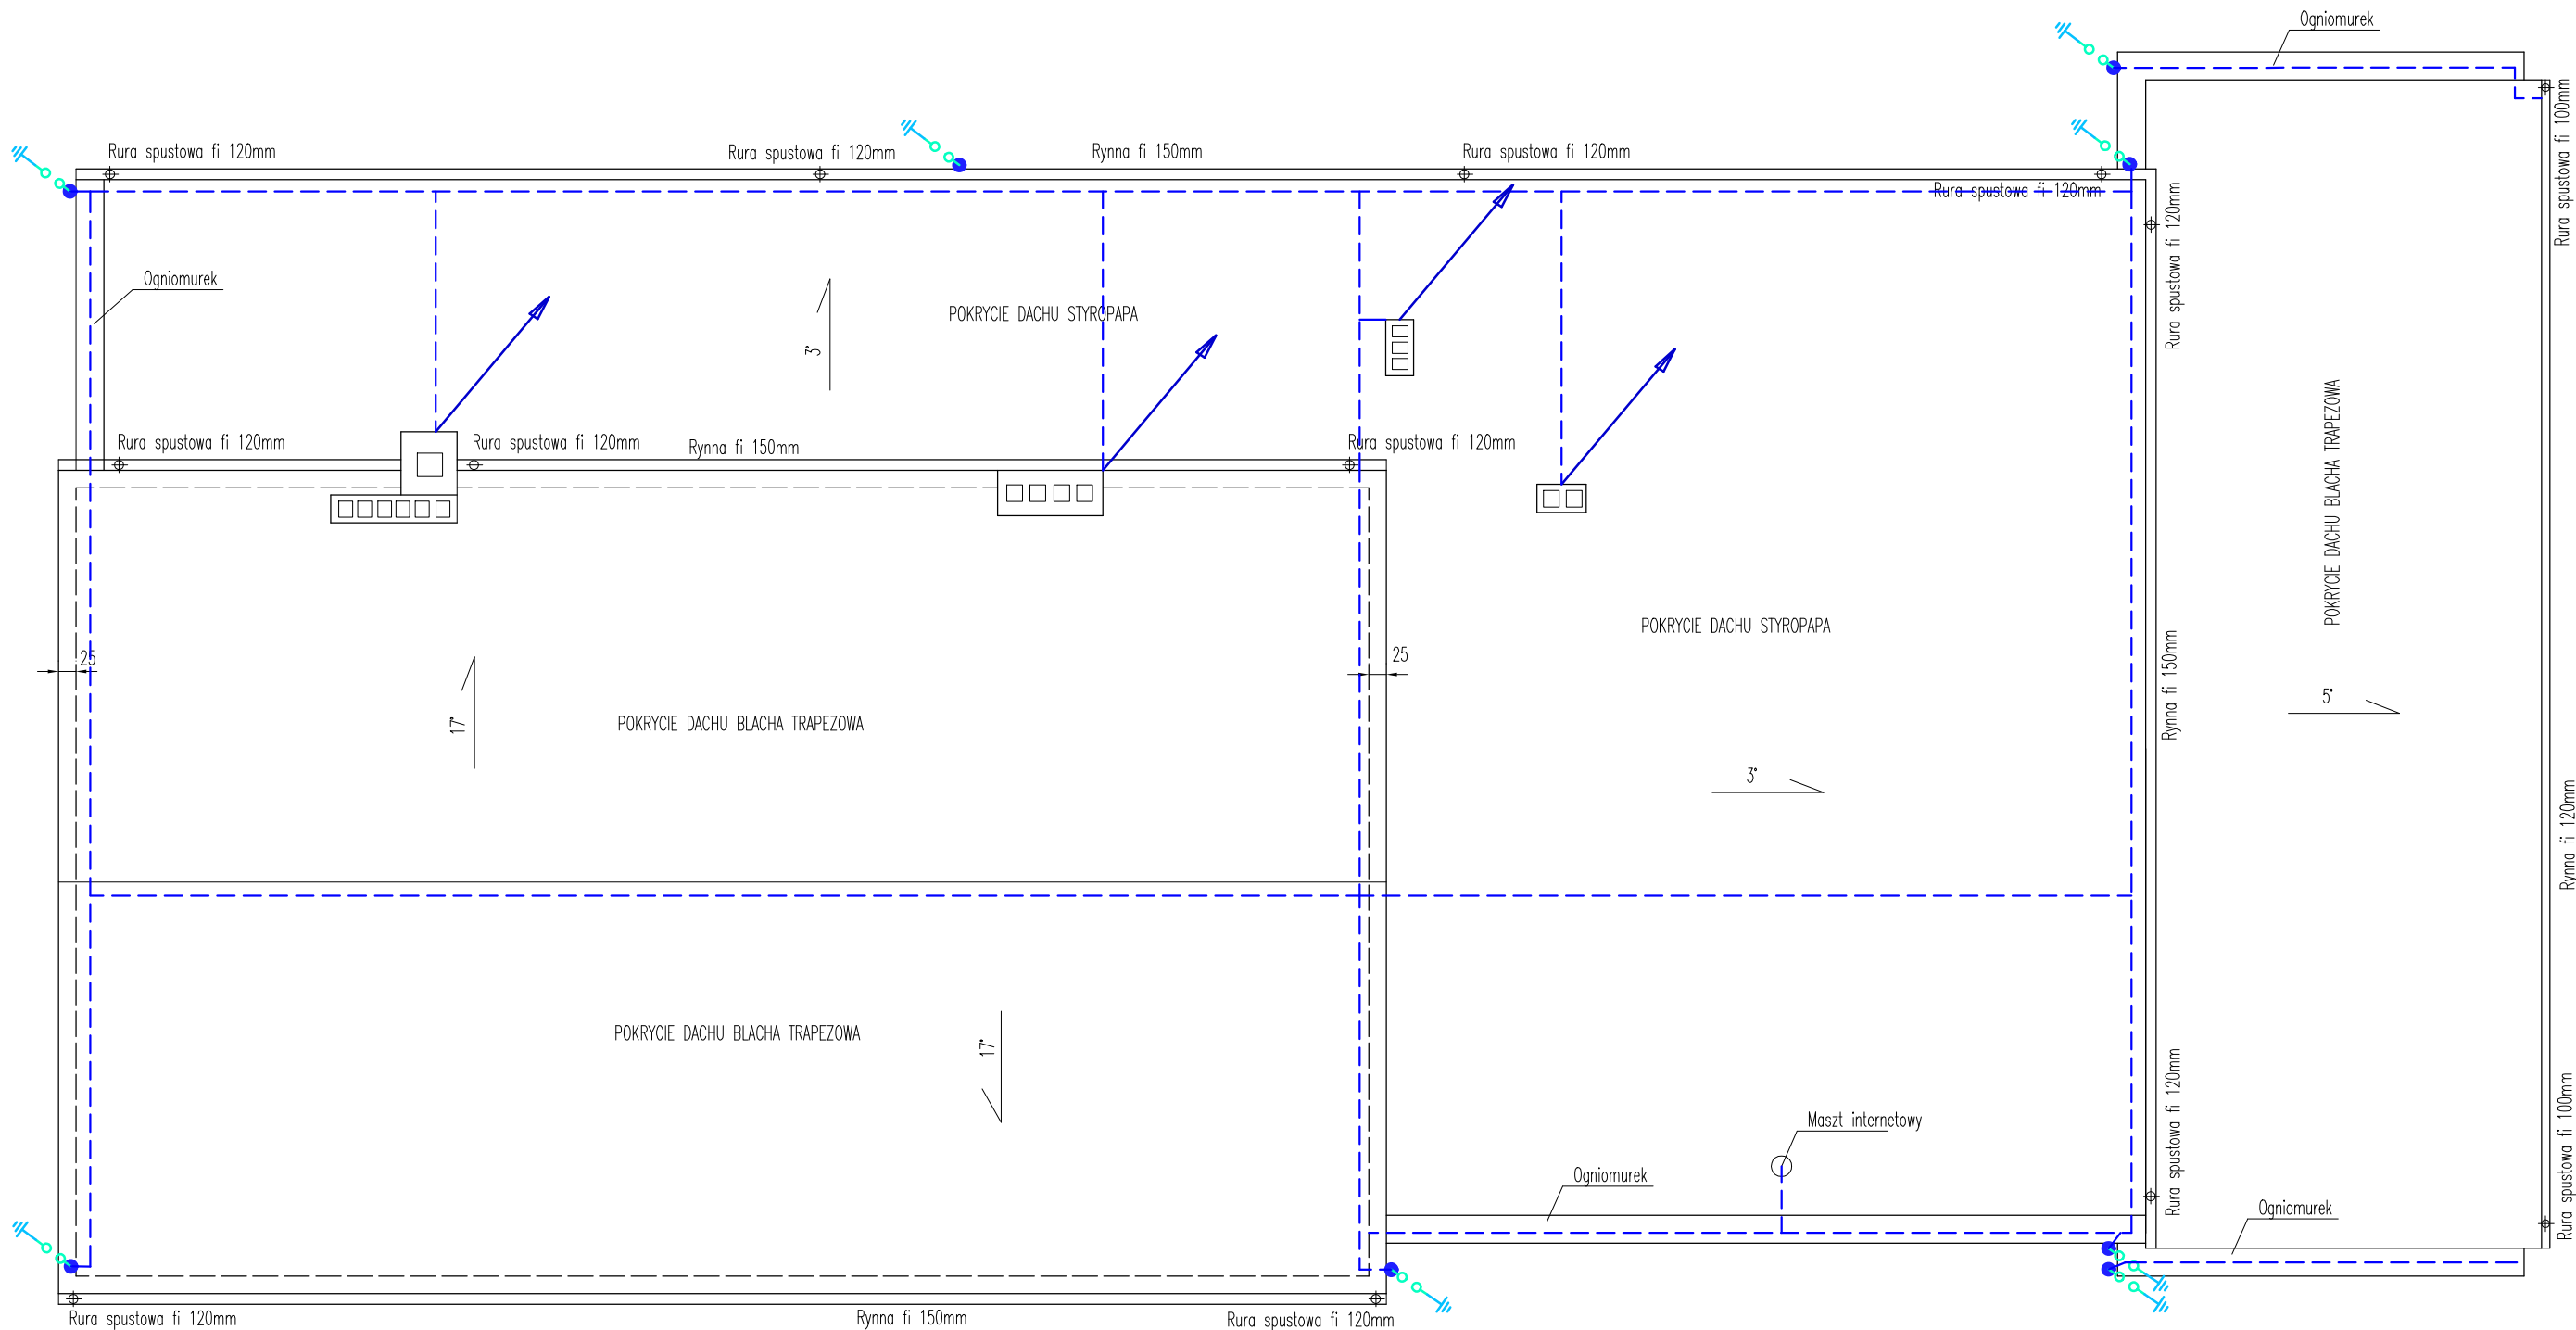 Ogniomurek
Rura spustowa fi 100mm
Rura spustowa fi 120mm
Rura spustowa fi 120mm
Rynna fi 150mm
Rura spustowa fi 120mm
Rura spustowa fi 120mm
Rura spustowa fi 120mm
Ogniomurek
POKRYCIE DACHU STYROPAPA
3°
Rura spustowa fi 120mm
Rura spustowa fi 120mm
Rynna fi 150mm
Rura spustowa fi 120mm
POKRYCIE DACHU BLACHA TRAPEZOWA
POKRYCIE DACHU STYROPAPA
25
25
Rynna fi 150mm
5°
17°
POKRYCIE DACHU BLACHA TRAPEZOWA
3°
Rynna fi 120mm
POKRYCIE DACHU BLACHA TRAPEZOWA
17°
Maszt internetowy
Rura spustowa fi 120mm
Rura spustowa fi 100mm
Ogniomurek
Ogniomurek
Rura spustowa fi 120mm
Rynna fi 150mm
Rura spustowa fi 120mm